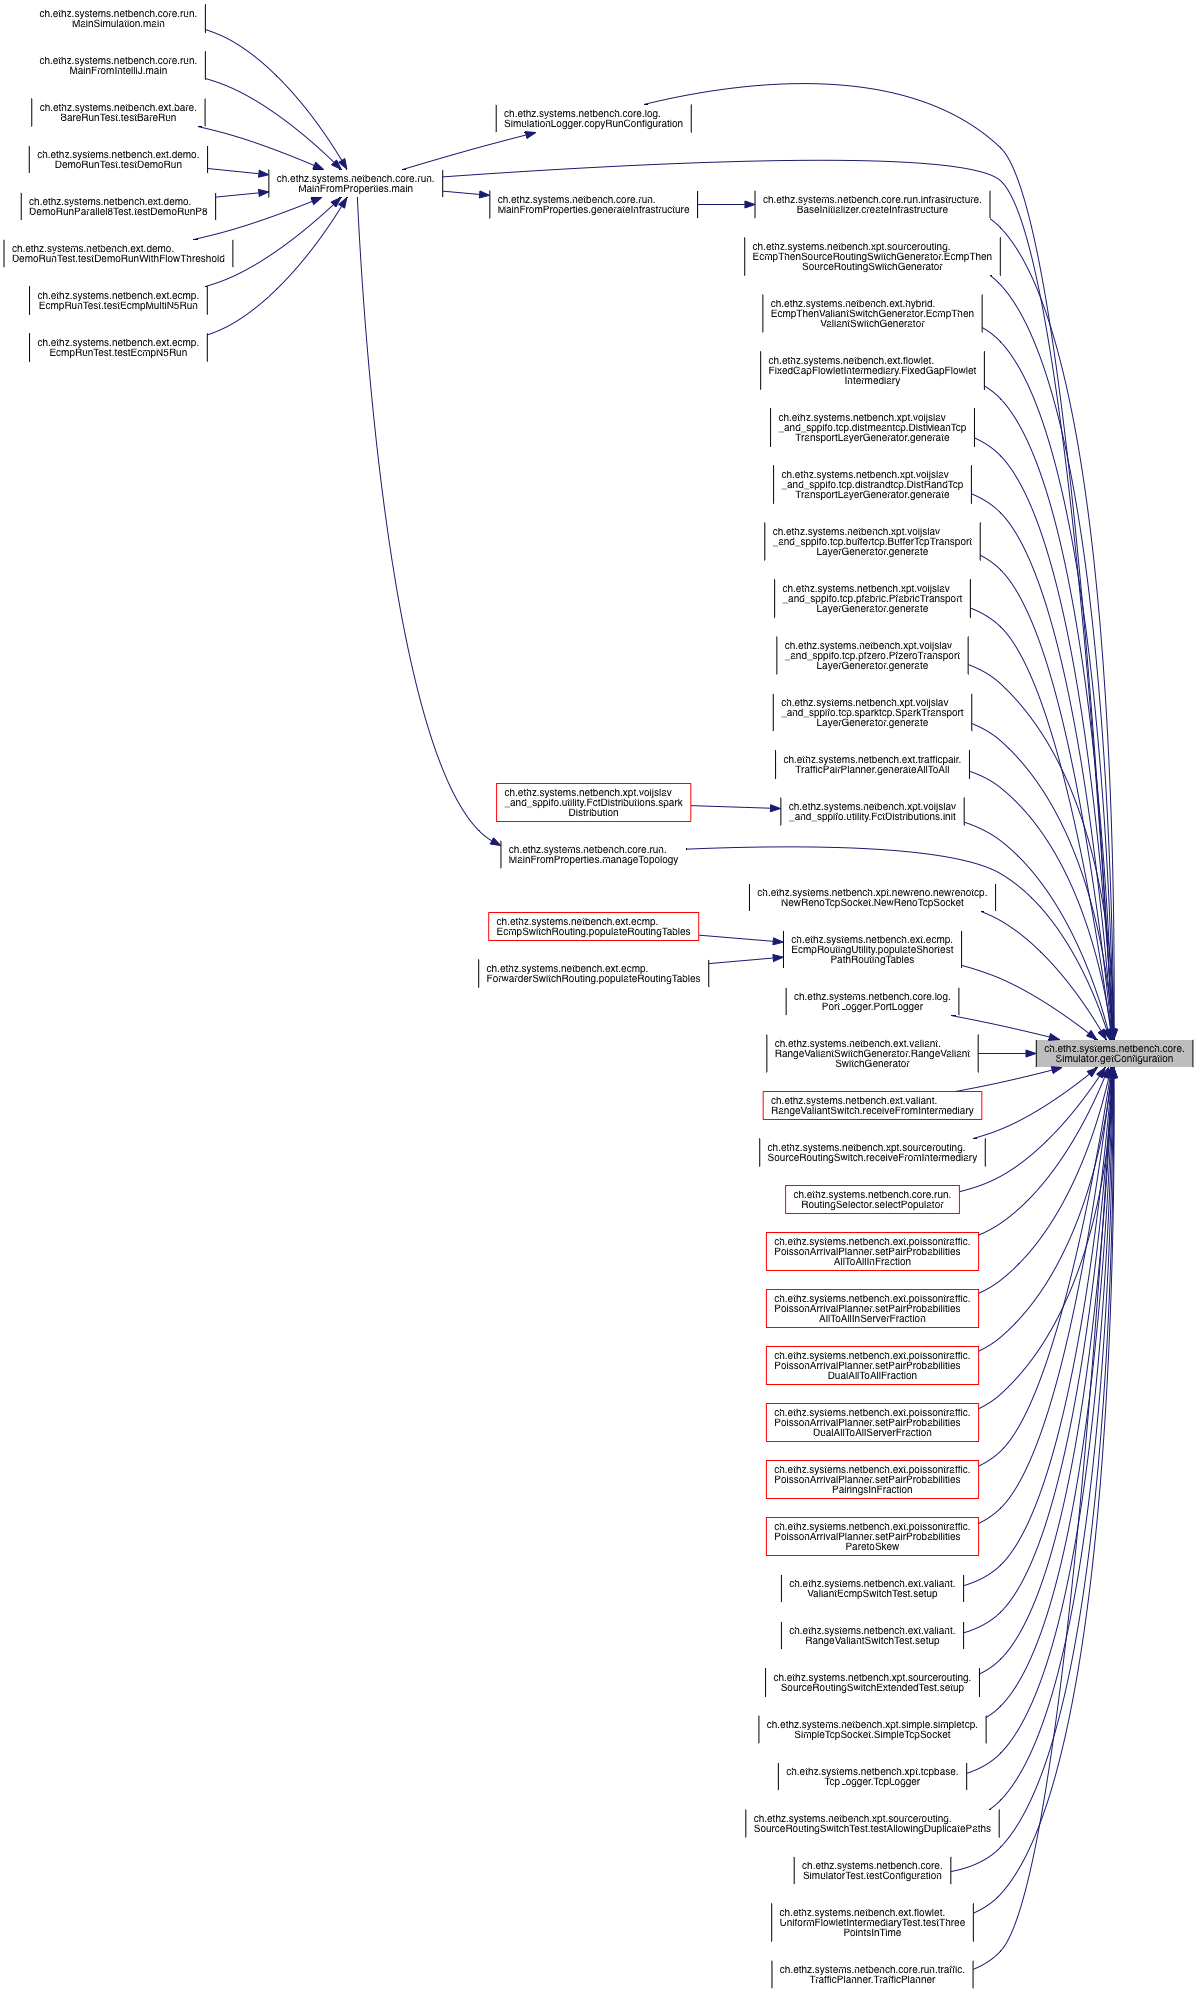 ch.ethz.systems.netbench.core.run.
MainSimulation.main
ch.ethz.systems.netbench.core.run.
MainFromIntelliJ.main
ch.ethz.systems.netbench.ext.bare.
BareRunTest.testBareRun
ch.ethz.systems.netbench.ext.demo.
DemoRunTest.testDemoRun
ch.ethz.systems.netbench.ext.demo.
DemoRunParallel8Test.testDemoRunP8
ch.ethz.systems.netbench.ext.demo.
DemoRunTest.testDemoRunWithFlowThreshold
ch.ethz.systems.netbench.ext.ecmp.
EcmpRunTest.testEcmpMultiN5Run
ch.ethz.systems.netbench.ext.ecmp.
EcmpRunTest.testEcmpN5Run
ch.ethz.systems.netbench.core.run.
MainFromProperties.main
ch.ethz.systems.netbench.core.log.
SimulationLogger.copyRunConfiguration
ch.ethz.systems.netbench.core.run.
MainFromProperties.generateInfrastructure
ch.ethz.systems.netbench.xpt.voijslav
_and_sppifo.utility.FctDistributions.spark
Distribution
ch.ethz.systems.netbench.core.run.
MainFromProperties.manageTopology
ch.ethz.systems.netbench.ext.ecmp.
EcmpSwitchRouting.populateRoutingTables
ch.ethz.systems.netbench.ext.ecmp.
ForwarderSwitchRouting.populateRoutingTables
ch.ethz.systems.netbench.core.run.infrastructure.
BaseInitializer.createInfrastructure
ch.ethz.systems.netbench.xpt.sourcerouting.
EcmpThenSourceRoutingSwitchGenerator.EcmpThen
SourceRoutingSwitchGenerator
ch.ethz.systems.netbench.ext.hybrid.
EcmpThenValiantSwitchGenerator.EcmpThen
ValiantSwitchGenerator
ch.ethz.systems.netbench.ext.flowlet.
FixedGapFlowletIntermediary.FixedGapFlowlet
Intermediary
ch.ethz.systems.netbench.xpt.voijslav
_and_sppifo.tcp.distmeantcp.DistMeanTcp
TransportLayerGenerator.generate
ch.ethz.systems.netbench.xpt.voijslav
_and_sppifo.tcp.distrandtcp.DistRandTcp
TransportLayerGenerator.generate
ch.ethz.systems.netbench.xpt.voijslav
_and_sppifo.tcp.buffertcp.BufferTcpTransport
LayerGenerator.generate
ch.ethz.systems.netbench.xpt.voijslav
_and_sppifo.tcp.pfabric.PfabricTransport
LayerGenerator.generate
ch.ethz.systems.netbench.xpt.voijslav
_and_sppifo.tcp.pfzero.PfzeroTransport
LayerGenerator.generate
ch.ethz.systems.netbench.xpt.voijslav
_and_sppifo.tcp.sparktcp.SparkTransport
LayerGenerator.generate
ch.ethz.systems.netbench.ext.trafficpair.
TrafficPairPlanner.generateAllToAll
ch.ethz.systems.netbench.xpt.voijslav
_and_sppifo.utility.FctDistributions.init
ch.ethz.systems.netbench.xpt.newreno.newrenotcp.
NewRenoTcpSocket.NewRenoTcpSocket
ch.ethz.systems.netbench.ext.ecmp.
EcmpRoutingUtility.populateShortest
PathRoutingTables
ch.ethz.systems.netbench.core.log.
PortLogger.PortLogger
ch.ethz.systems.netbench.ext.valiant.
RangeValiantSwitchGenerator.RangeValiant
SwitchGenerator
ch.ethz.systems.netbench.ext.valiant.
RangeValiantSwitch.receiveFromIntermediary
ch.ethz.systems.netbench.xpt.sourcerouting.
SourceRoutingSwitch.receiveFromIntermediary
ch.ethz.systems.netbench.core.run.
RoutingSelector.selectPopulator
ch.ethz.systems.netbench.ext.poissontraffic.
PoissonArrivalPlanner.setPairProbabilities
AllToAllInFraction
ch.ethz.systems.netbench.ext.poissontraffic.
PoissonArrivalPlanner.setPairProbabilities
AllToAllInServerFraction
ch.ethz.systems.netbench.ext.poissontraffic.
PoissonArrivalPlanner.setPairProbabilities
DualAllToAllFraction
ch.ethz.systems.netbench.ext.poissontraffic.
PoissonArrivalPlanner.setPairProbabilities
DualAllToAllServerFraction
ch.ethz.systems.netbench.ext.poissontraffic.
PoissonArrivalPlanner.setPairProbabilities
PairingsInFraction
ch.ethz.systems.netbench.ext.poissontraffic.
PoissonArrivalPlanner.setPairProbabilities
ParetoSkew
ch.ethz.systems.netbench.ext.valiant.
ValiantEcmpSwitchTest.setup
ch.ethz.systems.netbench.ext.valiant.
RangeValiantSwitchTest.setup
ch.ethz.systems.netbench.xpt.sourcerouting.
SourceRoutingSwitchExtendedTest.setup
ch.ethz.systems.netbench.xpt.simple.simpletcp.
SimpleTcpSocket.SimpleTcpSocket
ch.ethz.systems.netbench.xpt.tcpbase.
TcpLogger.TcpLogger
ch.ethz.systems.netbench.xpt.sourcerouting.
SourceRoutingSwitchTest.testAllowingDuplicatePaths
ch.ethz.systems.netbench.core.
SimulatorTest.testConfiguration
ch.ethz.systems.netbench.ext.flowlet.
UniformFlowletIntermediaryTest.testThree
PointsInTime
ch.ethz.systems.netbench.core.run.traffic.
TrafficPlanner.TrafficPlanner
ch.ethz.systems.netbench.core.
Simulator.getConfiguration